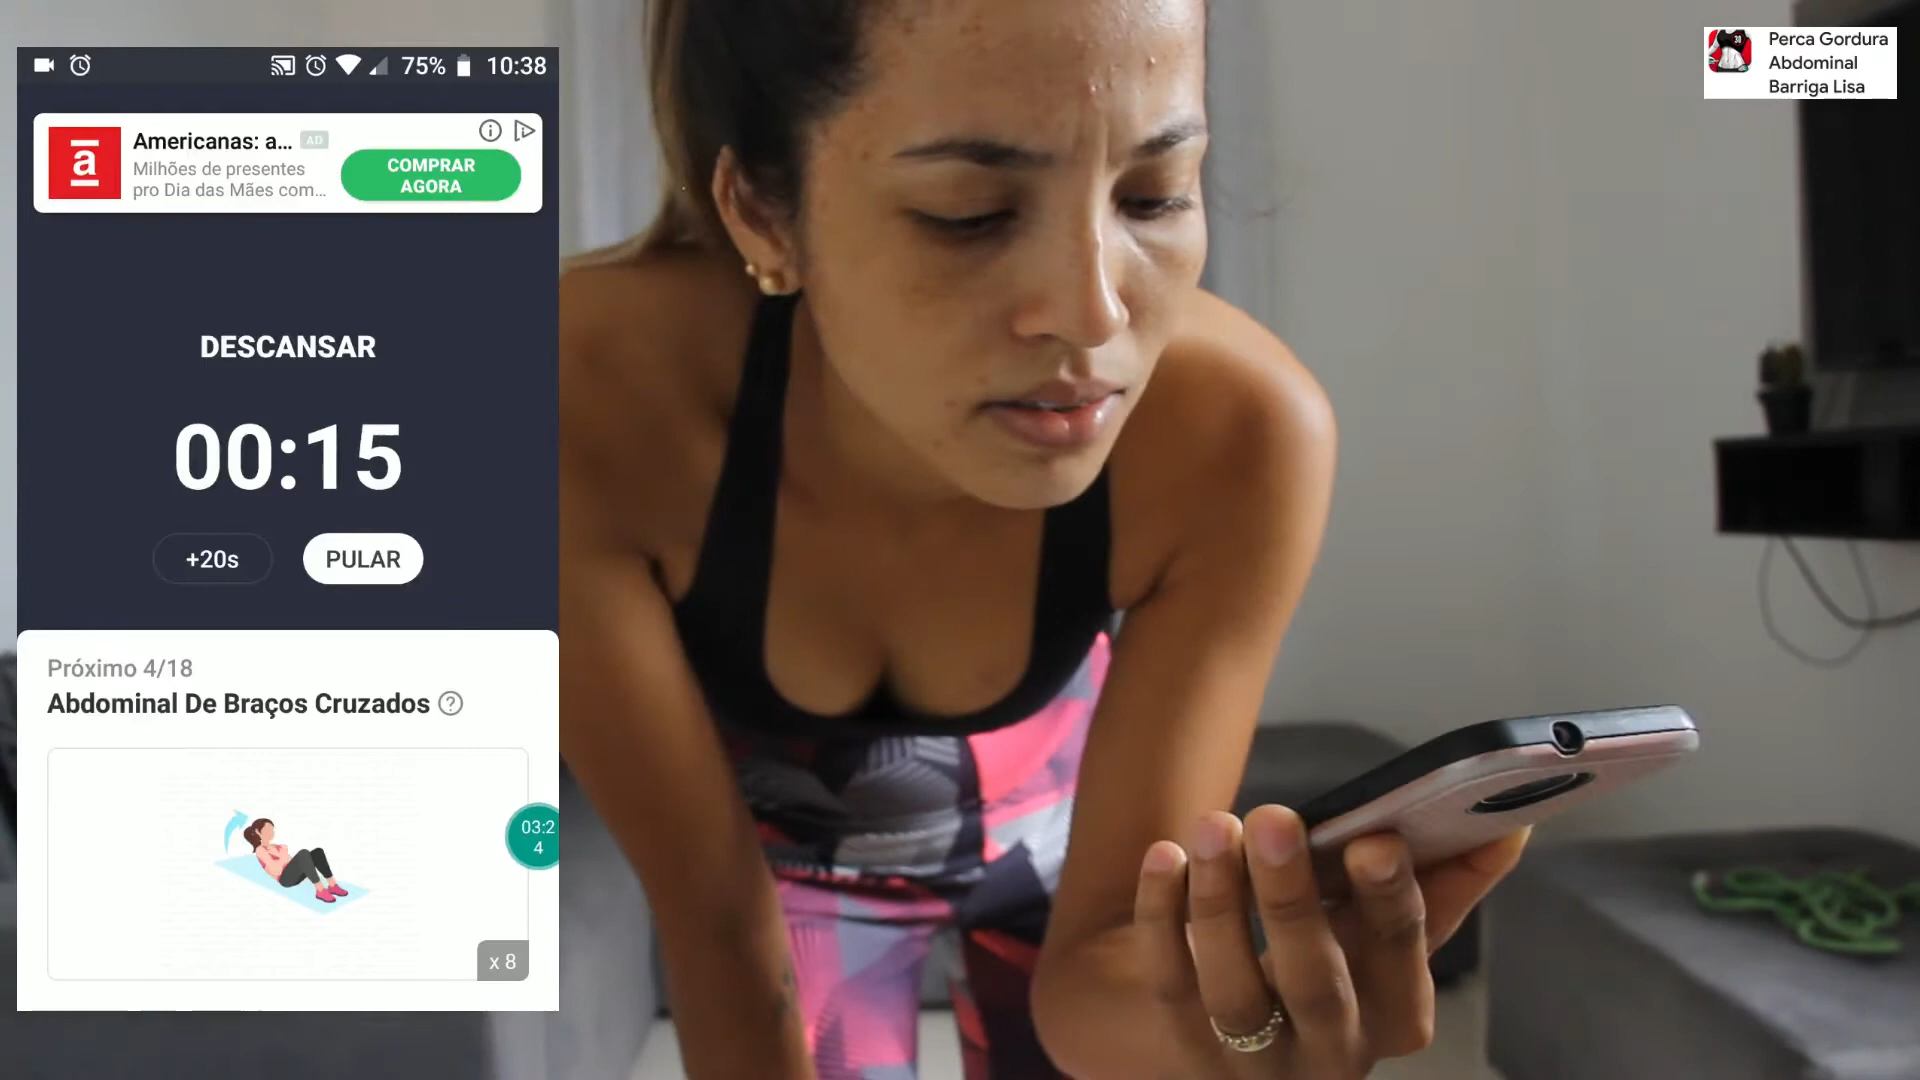 75% 10:38
Americanas: a... AD
Milhões de presentes
pro Dia das Mães com...
COMPRAR
AGORA
a
DESCANSAR
00:15
+20s PULAR
Próximo 4/18
Abdominal De Braços Cruzados ?
03:2
4
x 8
30
Perca Gordura
Abdominal
Barriga Lisa